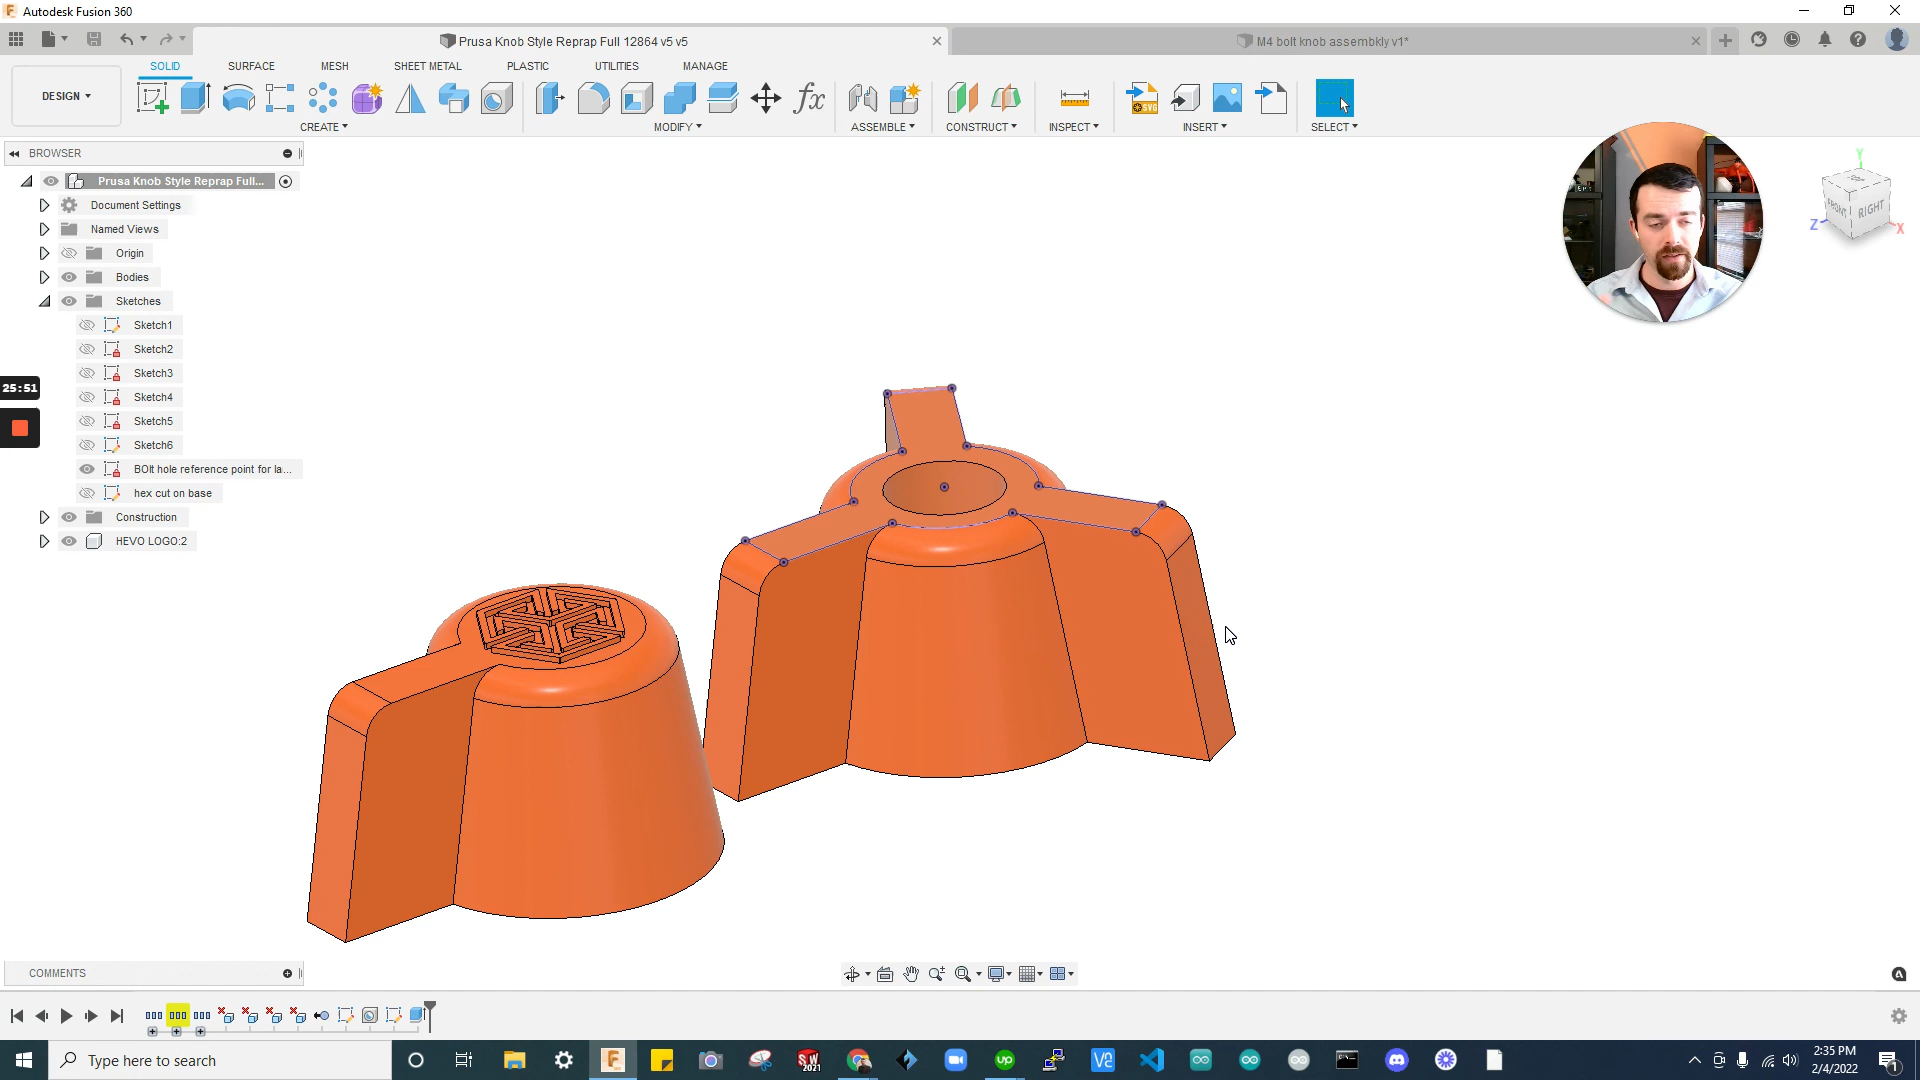 Autodesk Fusion 360
Prusa Knob Style Reprap Full 12864 v5 v5
M4 bolt knob assembkly v1*
DESIGN
SOLID
SURFACE
MESH
SHEET METAL
PLASTIC
UTILITIES
MANAGE
CREATE
MODIFY
ASSEMBLE
CONSTRUCT
INSPECT
INSERT
SELECT
BROWSER
Prusa Knob Style Reprap Full...
Document Settings
Named Views
Origin
Bodies
Sketches
Sketch1
Sketch2
Sketch3
Sketch4
Sketch5
Sketch6
BOlt hole reference point for la...
hex cut on base
Construction
HEVO LOGO:2
25:51
Y
TOP
FRONT
RIGHT
Z
X
COMMENTS
Type here to search
2:35 PM
2/4/2022